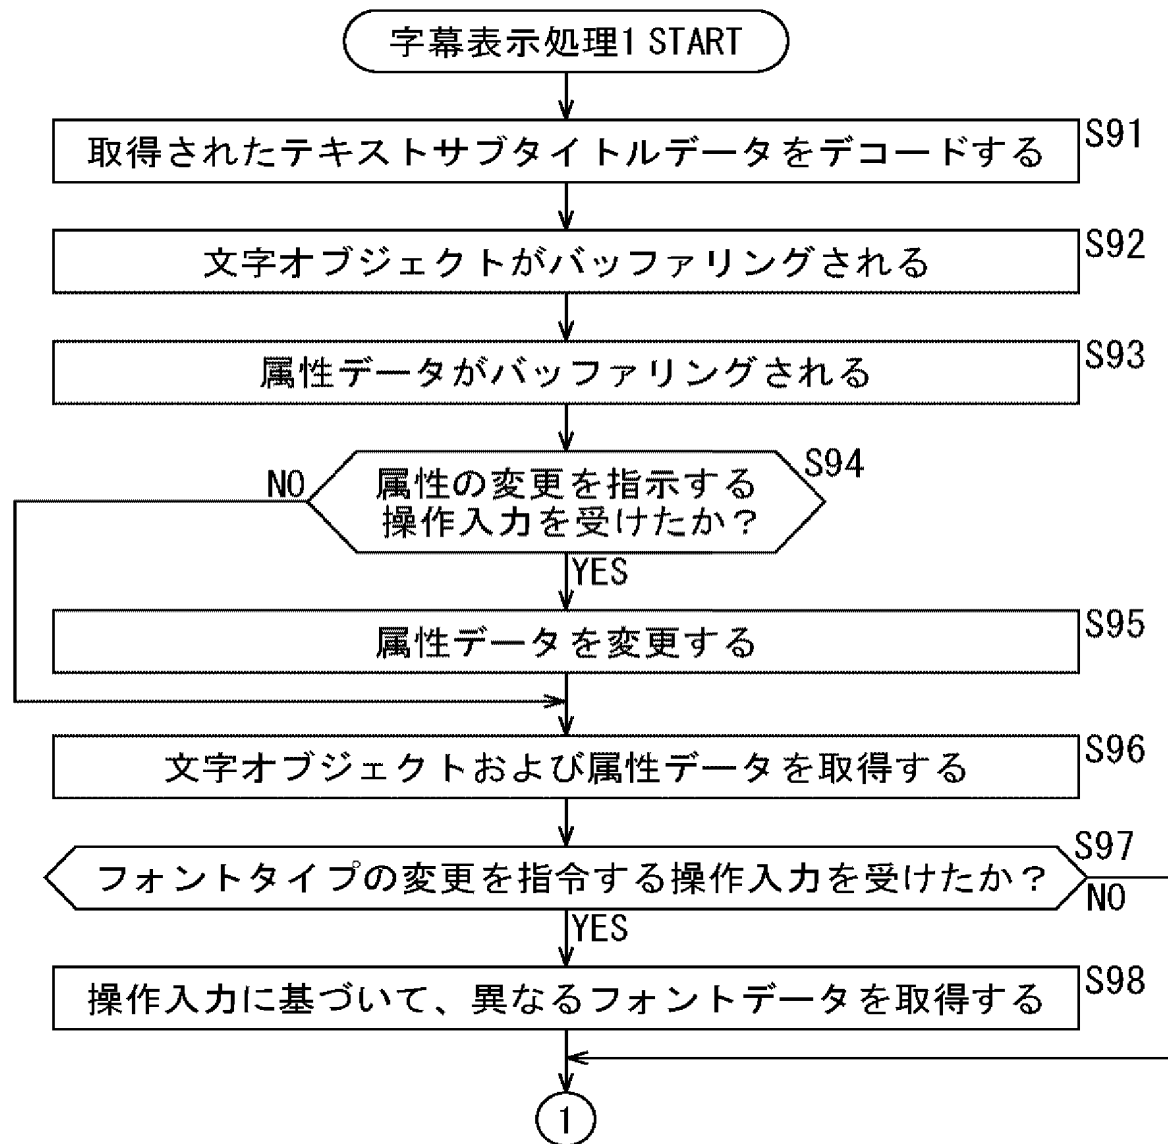 字幕表示処理1 START
取得されたテキストサブタイトルデータをデコードする
S91
文字オブジェクトがバッファリングされる
S92
属性データがバッファリングされる
S93
属性の変更を指示する
操作入力を受けたか？
S94
NO
YES
属性データを変更する
S95
文字オブジェクトおよび属性データを取得する
S96
フォントタイプの変更を指令する操作入力を受けたか？
S97
NO
YES
操作入力に基づいて、異なるフォントデータを取得する
S98
1